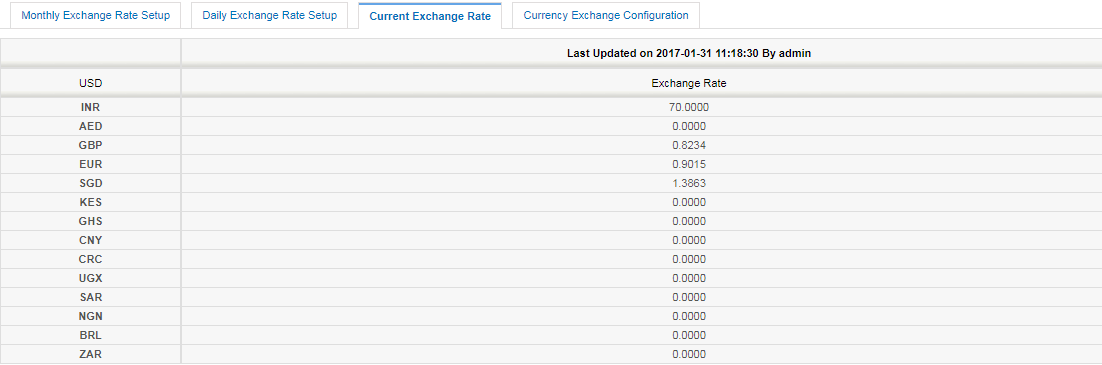 Monthly Exchange Rate Setup Daily Exchange Rate Setup Current Exchange Rate Currency Exchange Configuration
Last Updated on 2017-01-31 11:18:30 By admin
USD Exchange Rate
INR 70.0000
AED 0.0000
GBP 0.8234
EUR 0.9015
SGD 1.3863
KES 0.0000
GHS 0.0000
CNY 0.0000
CRC 0.0000
UGX 0.0000
SAR 0.0000
NGN 0.0000
BRL 0.0000
ZAR 0.0000